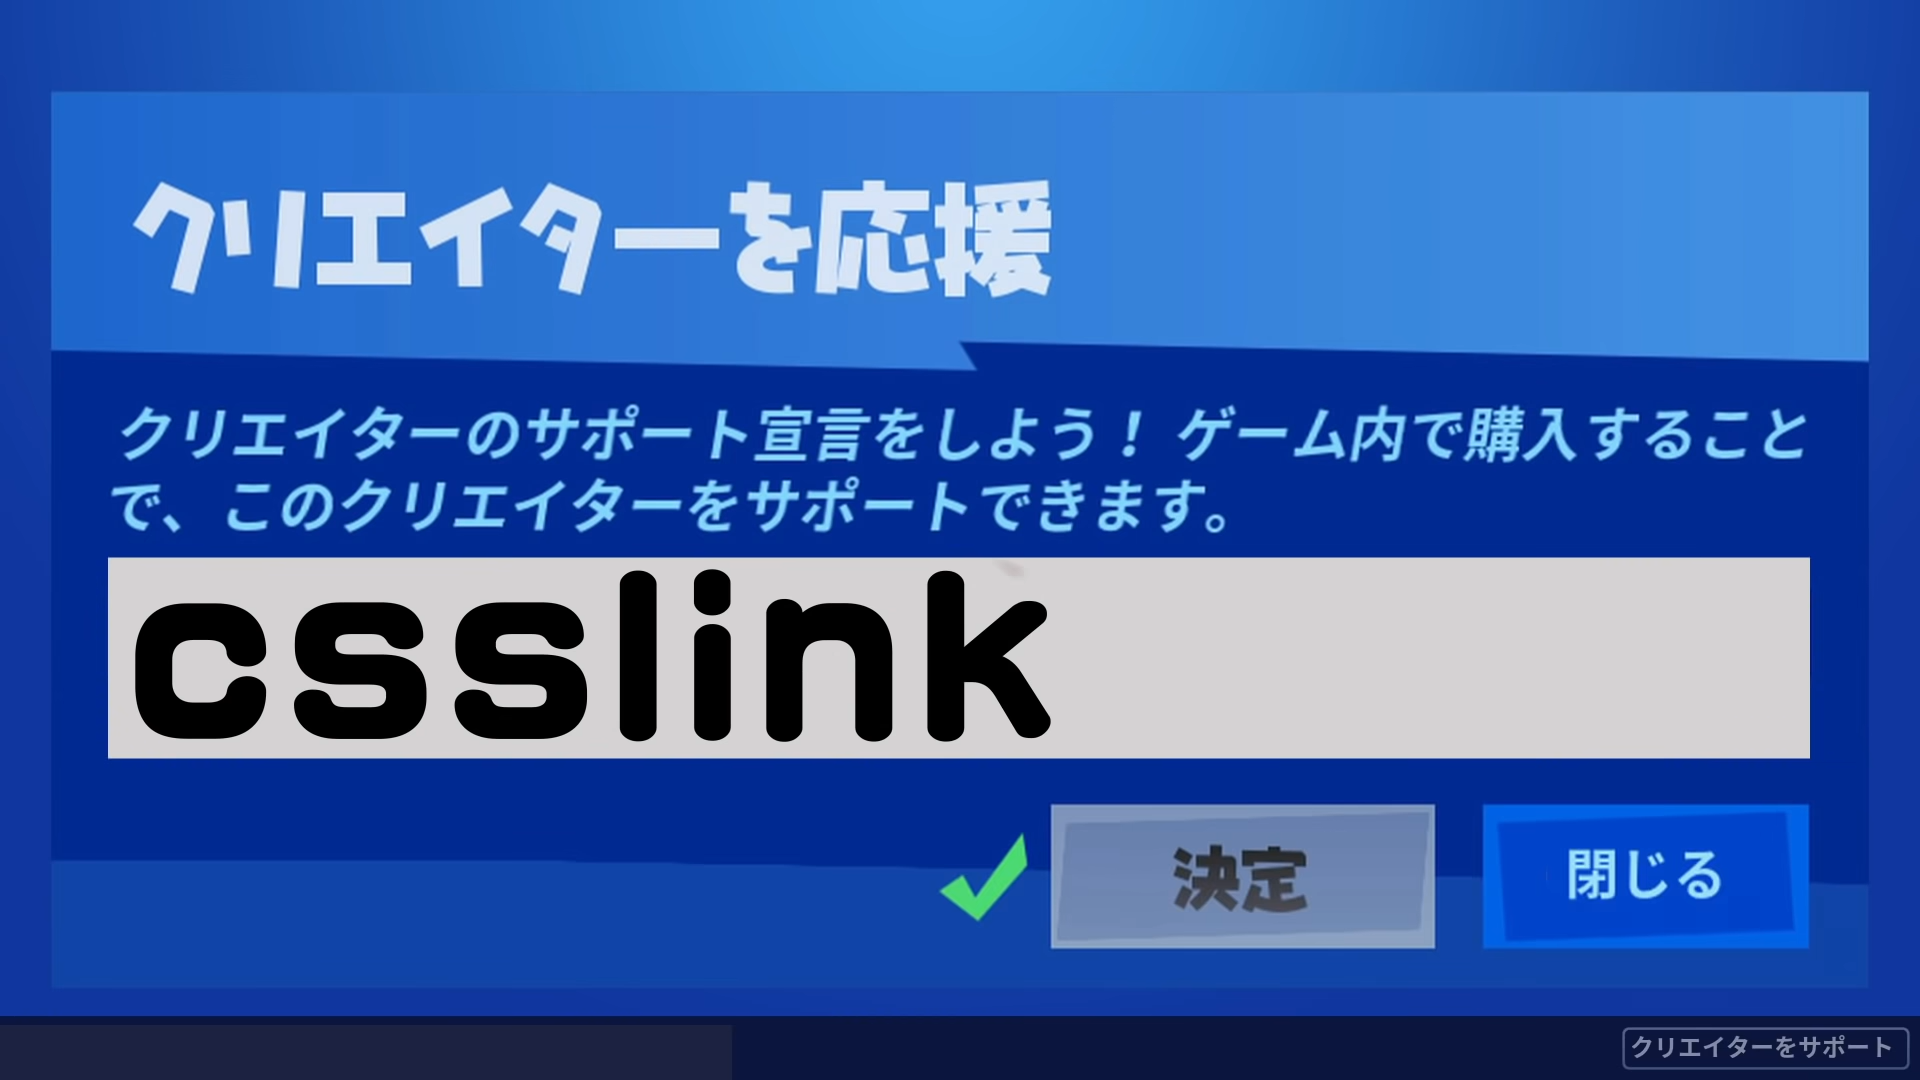 クリエイターを応援
クリエイターのサポート宣言をしよう！ ゲーム内で購入すること
で、このクリエイターをサポートできます。
csslink
決定
閉じる
クリエイターをサポート